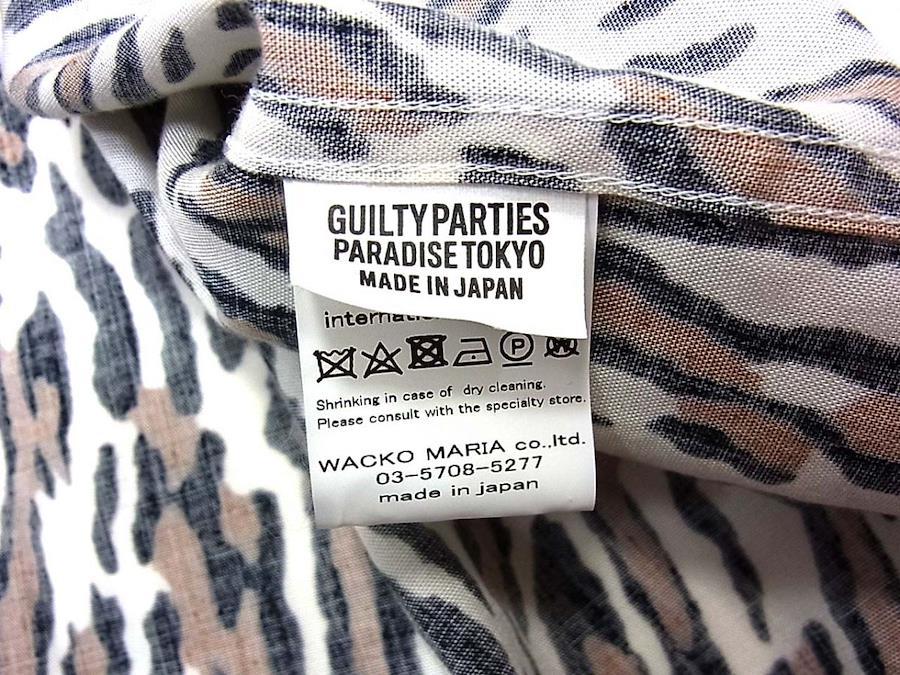 GUILTY PARTIES
PARADISE TOKYO
MADE IN JAPAN
P
W
Shrinking in case of dry cleaning.
Please consult with the specialty store.
WACKO MARIA co.,ltd.
03-5708-5277
made in japan